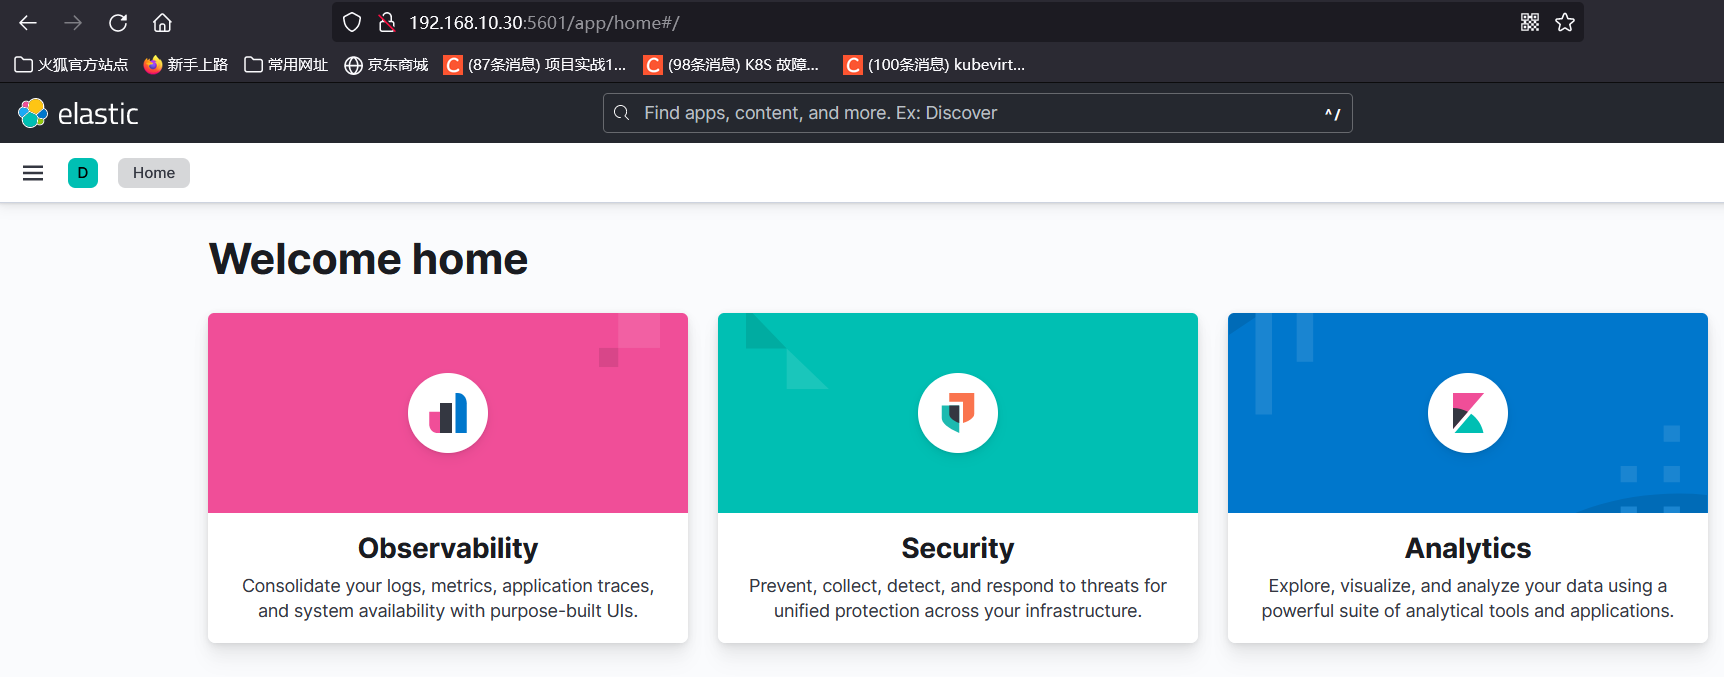 192.168.10.30:5601/app/home#/
火狐官方站点 新手上路 常用网址 京东商城 (87条消息) 项目实战1... (98条消息) K8S 故障... (100条消息) kubevirt...
elastic Find apps, content, and more. Ex: Discover ^/
D Home
Welcome home
Observability
Consolidate your logs, metrics, application traces,
and system availability with purpose-built UIs.
Security
Prevent, collect, detect, and respond to threats for
unified protection across your infrastructure.
Analytics
Explore, visualize, and analyze your data using a
powerful suite of analytical tools and applications.